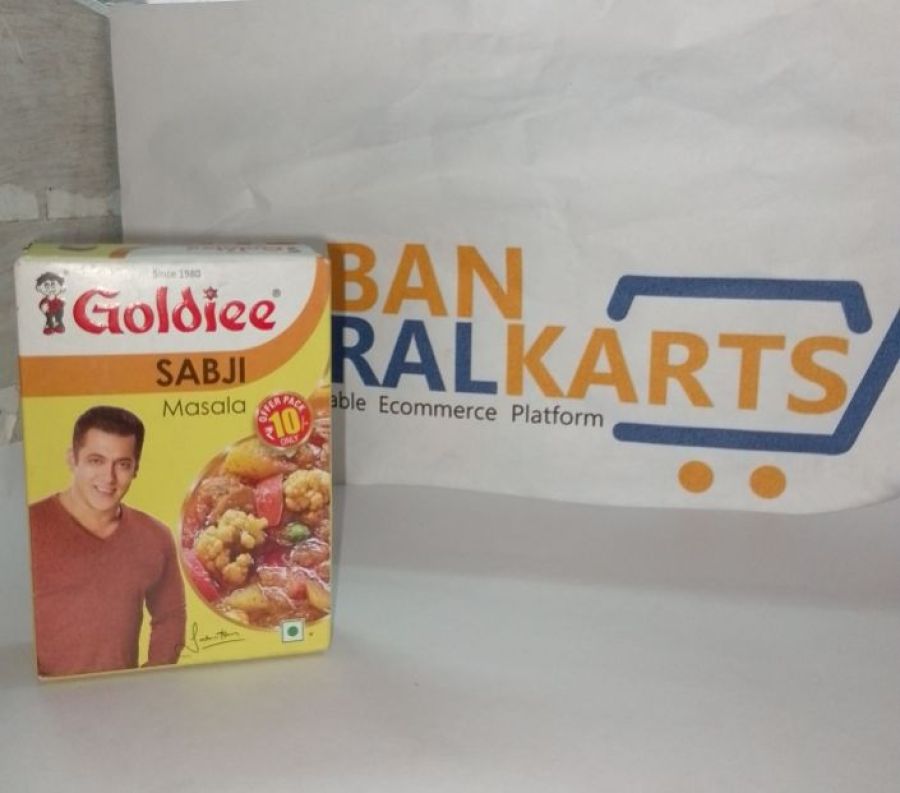 Since 1980
Goldiee
SABJI
Masala
OFFER PACK
10
ONLY
BAN
RALKARTS
able Ecommerce Platform